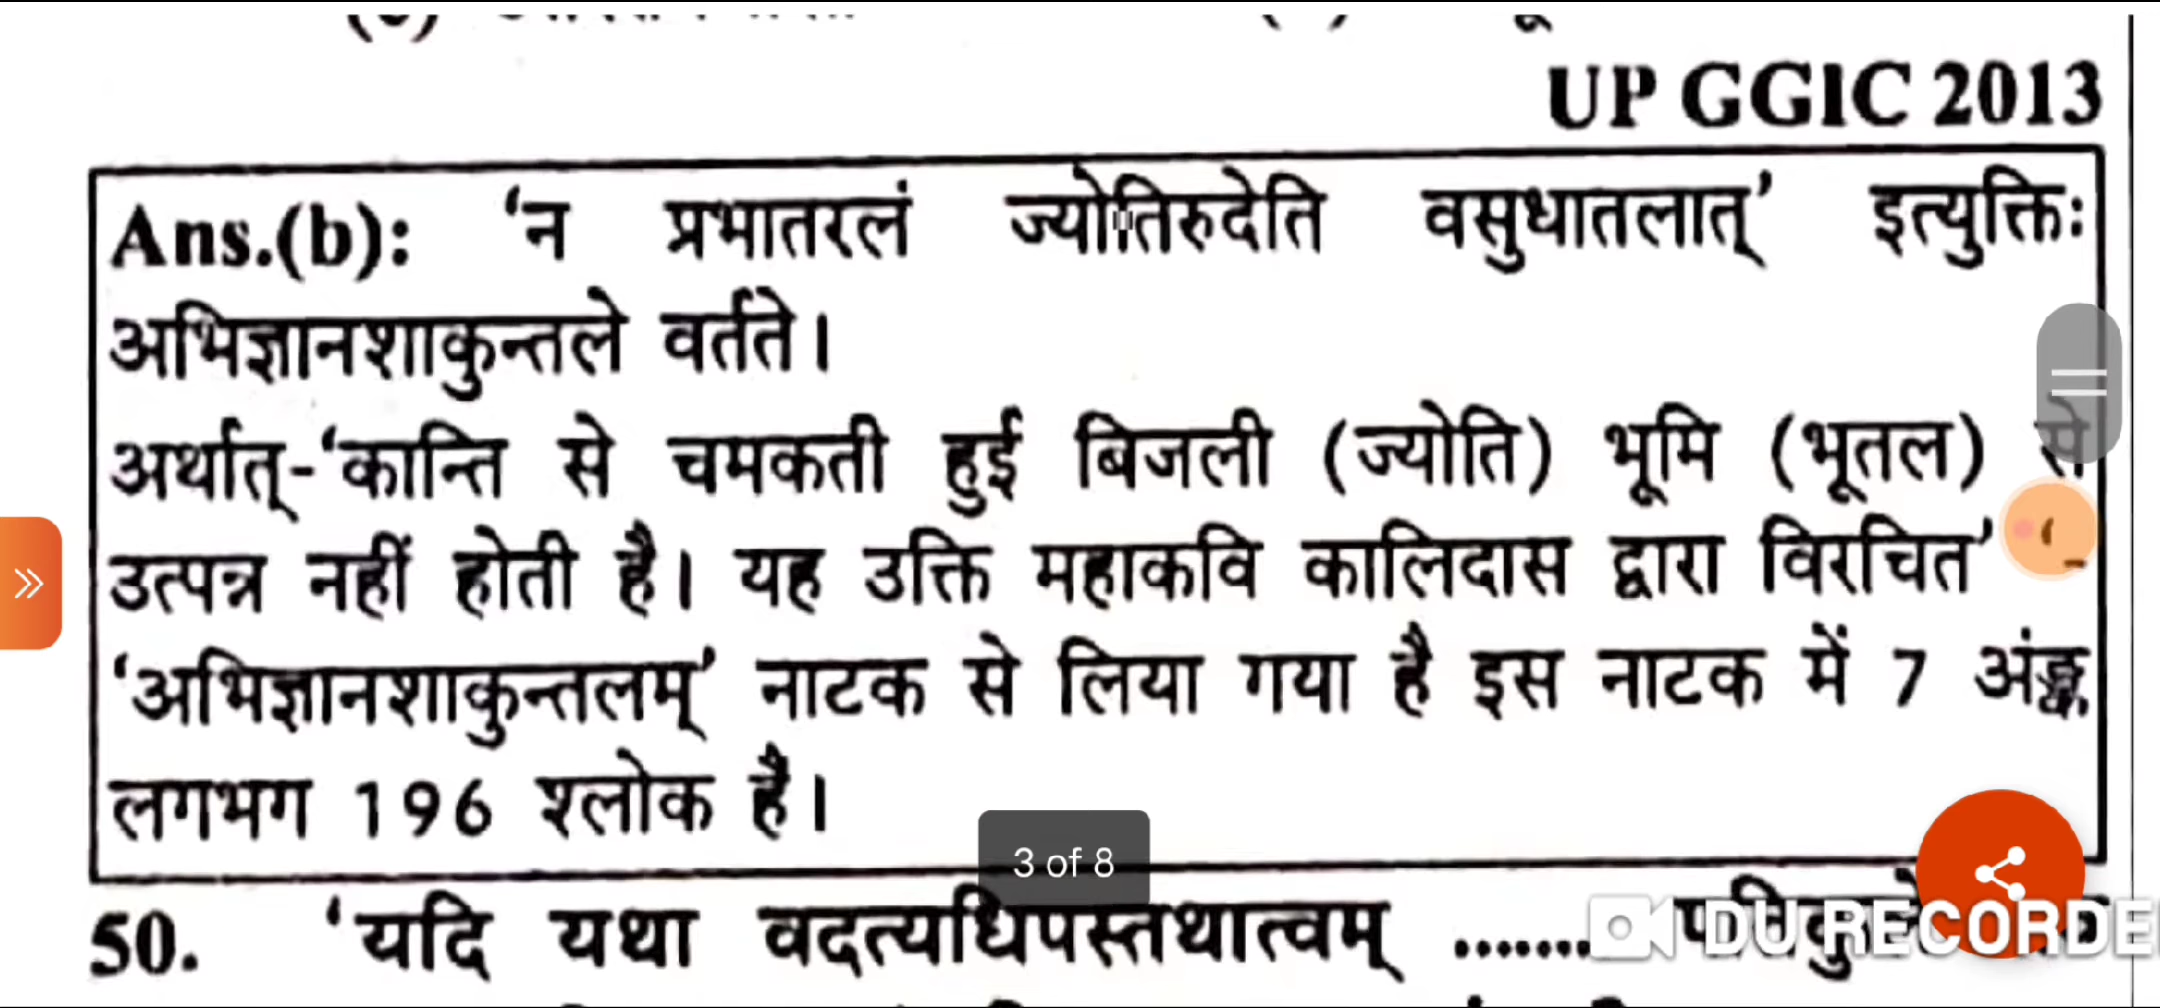 UP GGIC 2013
Ans.(b): ‘न प्रभातरलं ज्योतिरुदेति वसुधातलात्’ इत्युक्तिः
अभिज्ञानशाकुन्तले वर्तते।
अर्थात्-‘कान्ति से चमकती हुई बिजली (ज्योति) भूमि (भूतल) से
उत्पन्न नहीं होती है। यह उक्ति महाकवि कालिदास द्वारा विरचित’
‘अभिज्ञानशाकुन्तलम्’ नाटक से लिया गया है इस नाटक में 7 अंङ्क
लगभग 196 श्लोक है।
3 of 8
50. ‘यदि यथा वदत्यधिपस्तथात्वम् .......
DU RECORDE